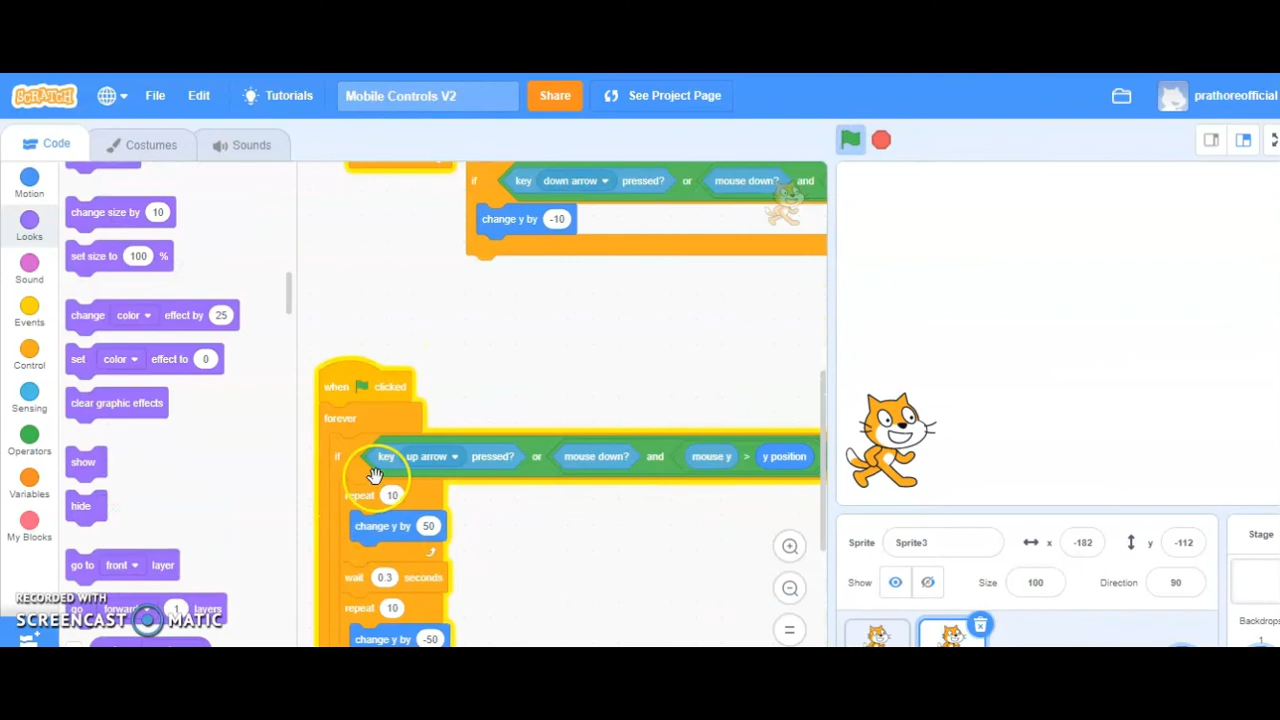 SCRATCH File Edit Tutorials Mobile Controls V2 Share See Project Page prathoreofficial
Code Costumes Sounds
Motion
Looks
Sound
Events
Control
Sensing
Operators
Variables
My Blocks
change size by 10
set size to 100 %
change color effect by 25
set color effect to 0
clear graphic effects
show
hide
go to front layer
go forward 1 layers
RECORDED WITH
SCREENCAST MATIC
if key down arrow pressed? or mouse down? and
change y by -10
when clicked
forever
if key up arrow pressed? or mouse down? and mouse y > y position
repeat 10
change y by 50
wait 0.3 seconds
repeat 10
change y by -50
Sprite Sprite3 x -182 y -112
Show Size 100 Direction 90
Stage
Backdrops
1